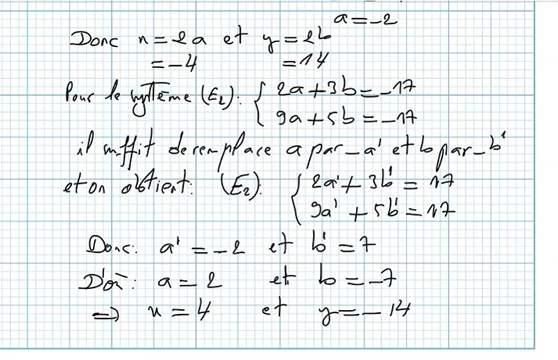 a = -2
Donc x = 2a et y = 2b
= -4 = 14
Pour le système (E₂): { 2a + 3b = -17
9a + 5b = -17
il suffit de remplace a par -a' et b par -b'
et on obtient: (E₂): { 2a' + 3b' = 17
9a' + 5b' = 17
Donc: a' = -2 et b' = 7
D'où: a = 2 et b = -7
⇒ x = 4 et y = -14